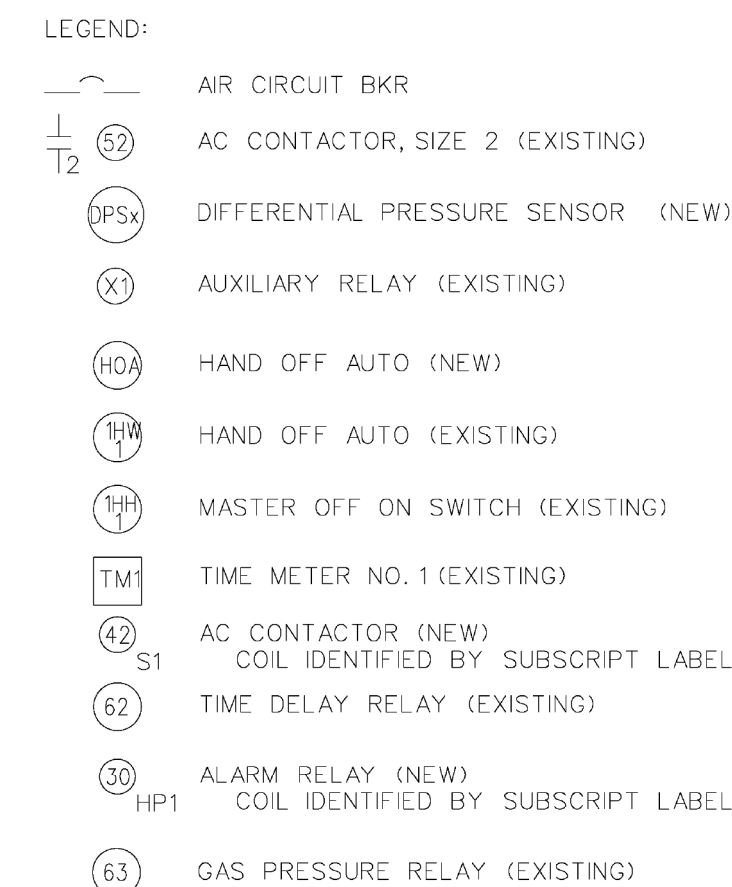 LEGEND:
AIR CIRCUIT BKR
2 52 AC CONTACTOR, SIZE 2 (EXISTING)
DPSx DIFFERENTIAL PRESSURE SENSOR (NEW)
X1 AUXILIARY RELAY (EXISTING)
HOA HAND OFF AUTO (NEW)
1HW
1 HAND OFF AUTO (EXISTING)
1HH
1 MASTER OFF ON SWITCH (EXISTING)
TM1 TIME METER NO. 1 (EXISTING)
42 AC CONTACTOR (NEW)
S1 COIL IDENTIFIED BY SUBSCRIPT LABEL
62 TIME DELAY RELAY (EXISTING)
30 ALARM RELAY (NEW)
HP1 COIL IDENTIFIED BY SUBSCRIPT LABEL
63 GAS PRESSURE RELAY (EXISTING)